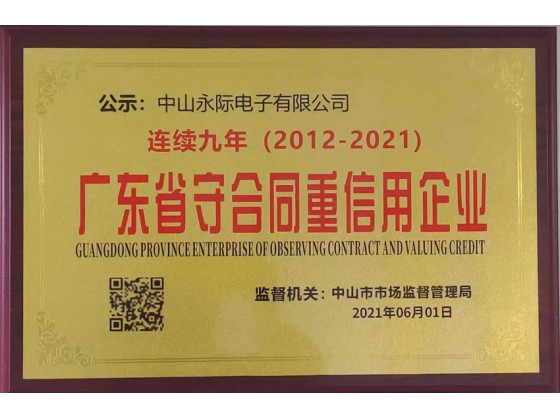 公示：中山永际电子有限公司
连续九年（2012-2021）
广东省守合同重信用企业
GUANGDONG PROVINCE ENTERPRISE OF OBSERVING CONTRACT AND VALUING CREDIT
监督机关：中山市市场监督管理局
2021年06月01日